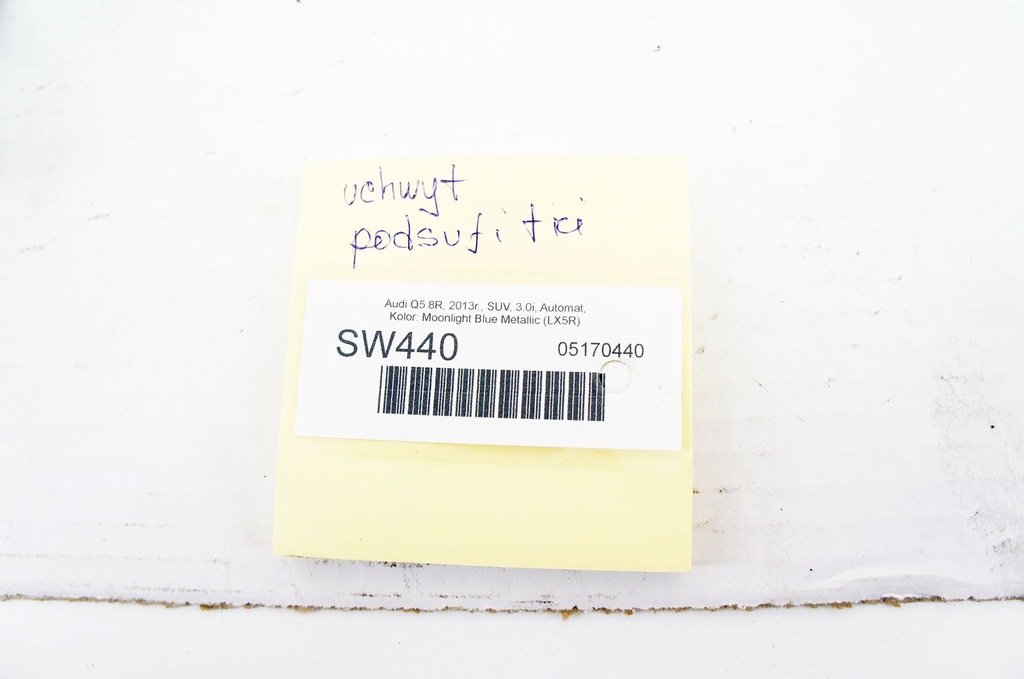 uchwyt
podsufitki
Audi Q5 8R, 2013r., SUV, 3.0i, Automat,
Kolor: Moonlight Blue Metallic (LX5R)
SW440 05170440